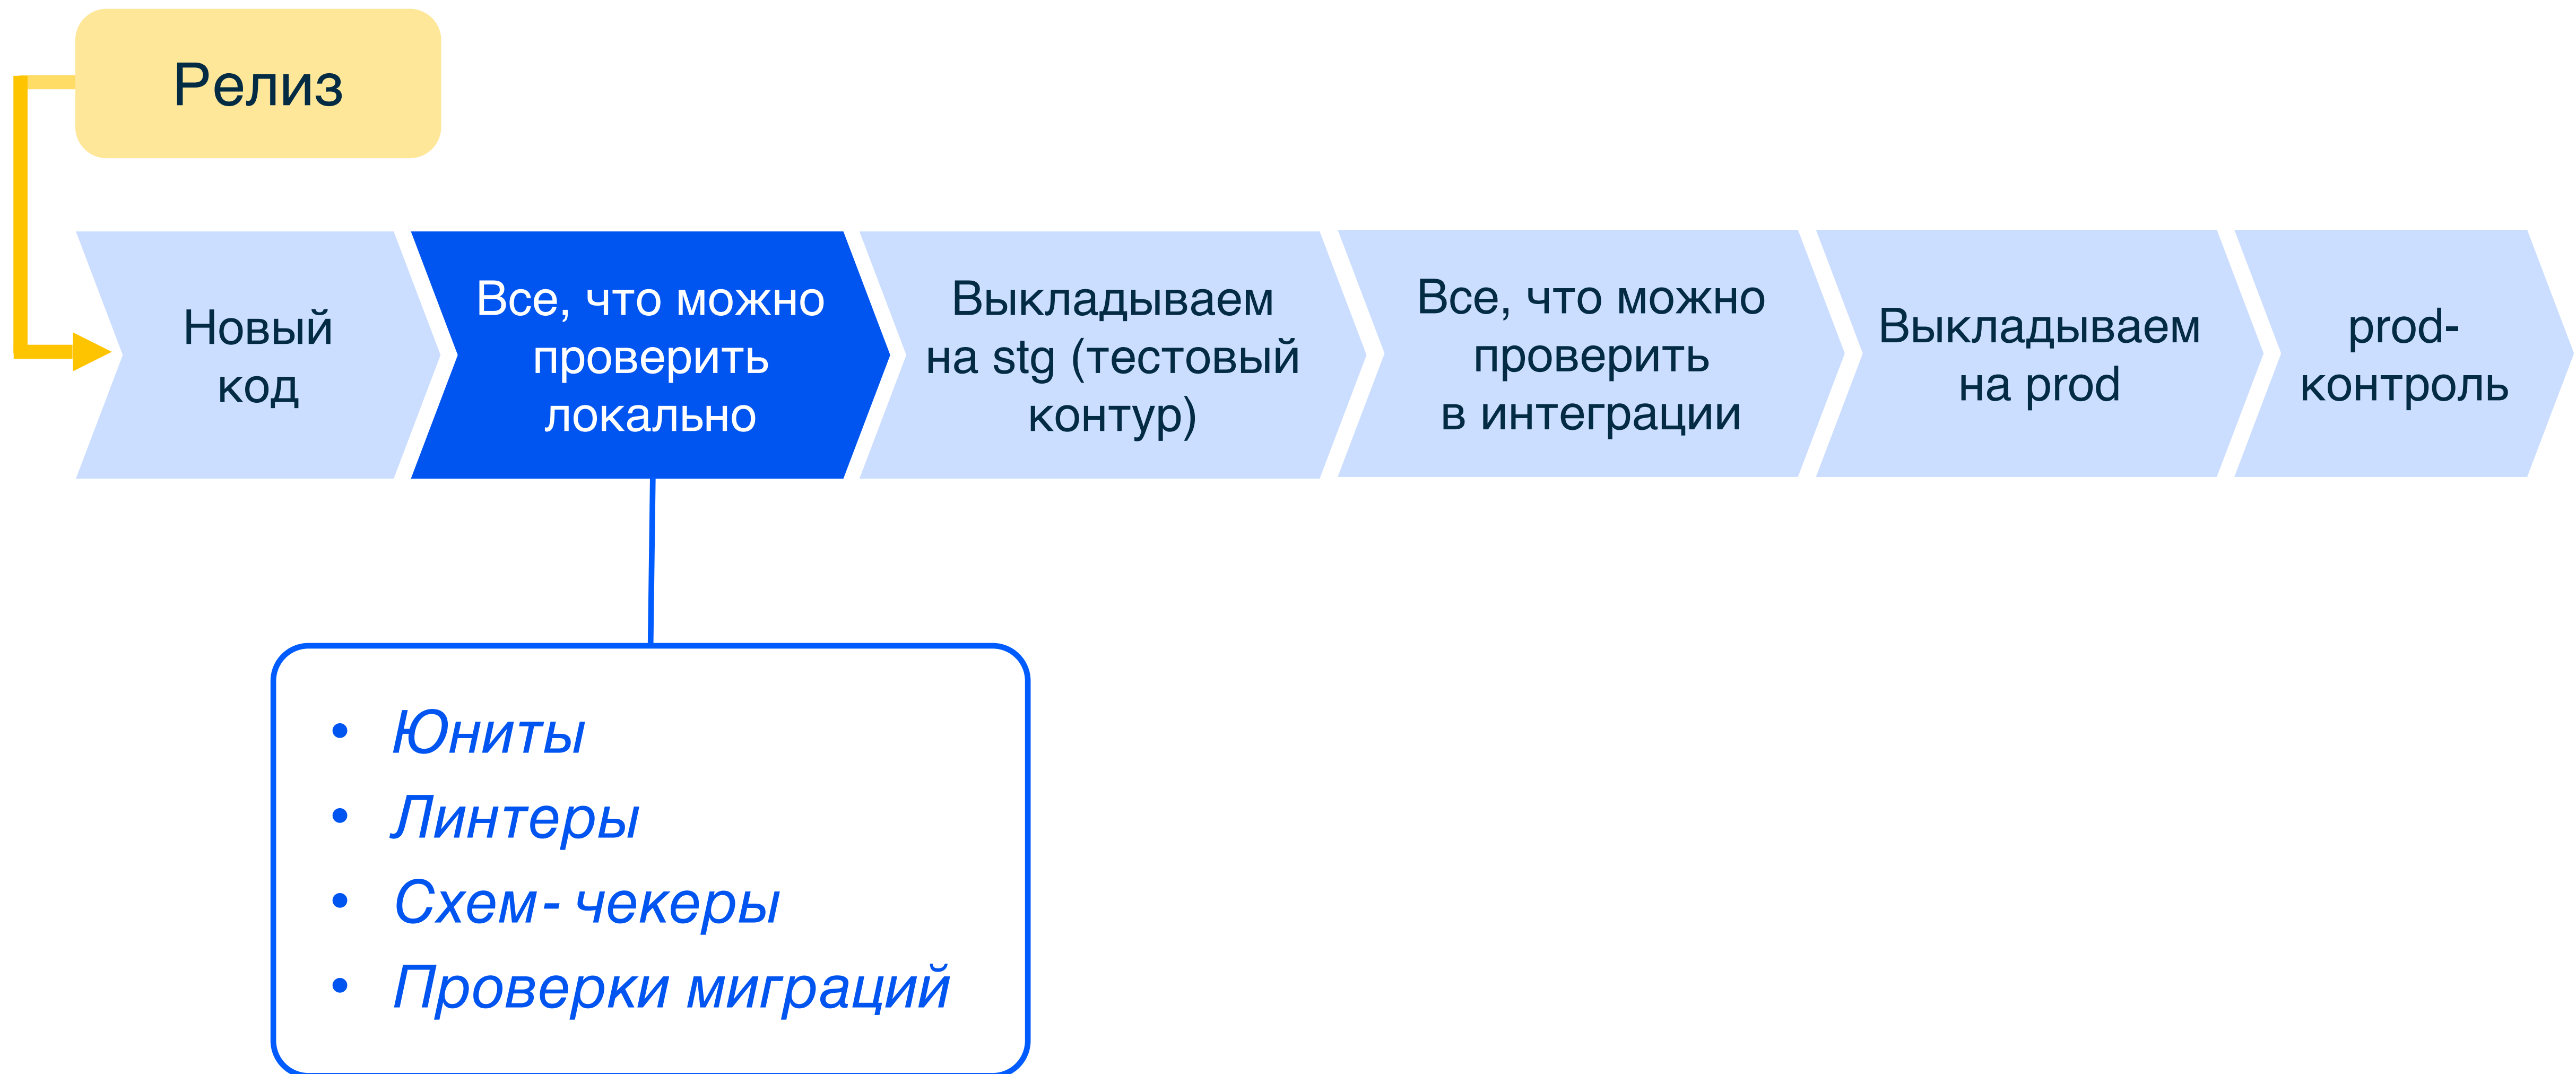 Релиз
Новый
код
Все, что можно
проверить
локально
Выкладываем
на stg (тестовый
контур)
Все, что можно
проверить
в интеграции
Выкладываем
на prod
prod-
контроль
• Юниты
• Линтеры
• Схем- чекеры
• Проверки миграций